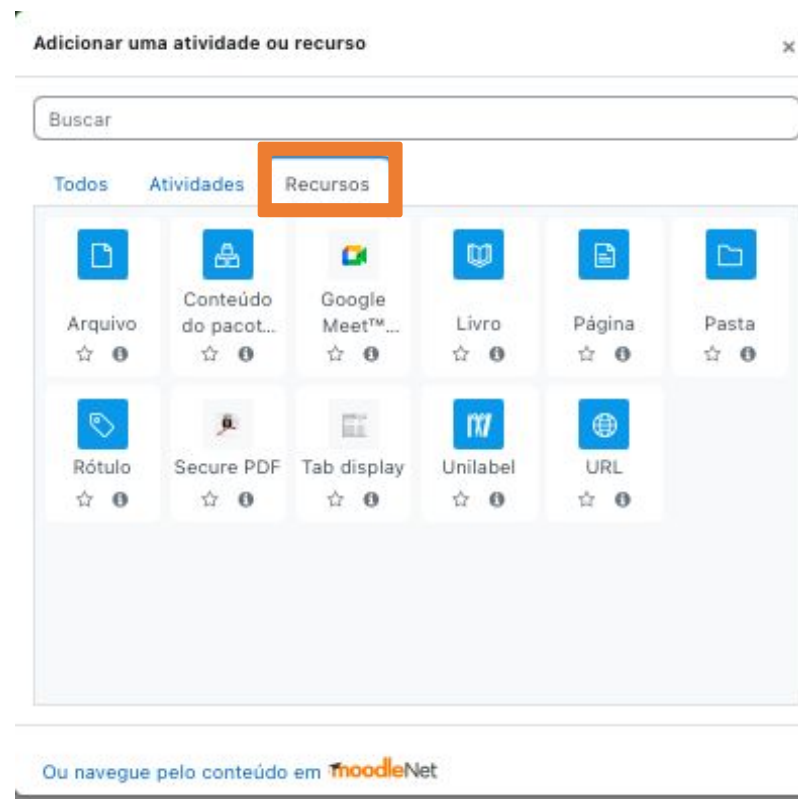 Adicionar uma atividade ou recurso
×
Buscar
Todos Atividades Recursos
Arquivo Conteúdo do pacot... Google Meet™... Livro Página Pasta
Rótulo Secure PDF Tab display Unilabel URL
Ou navegue pelo conteúdo em moodleNet